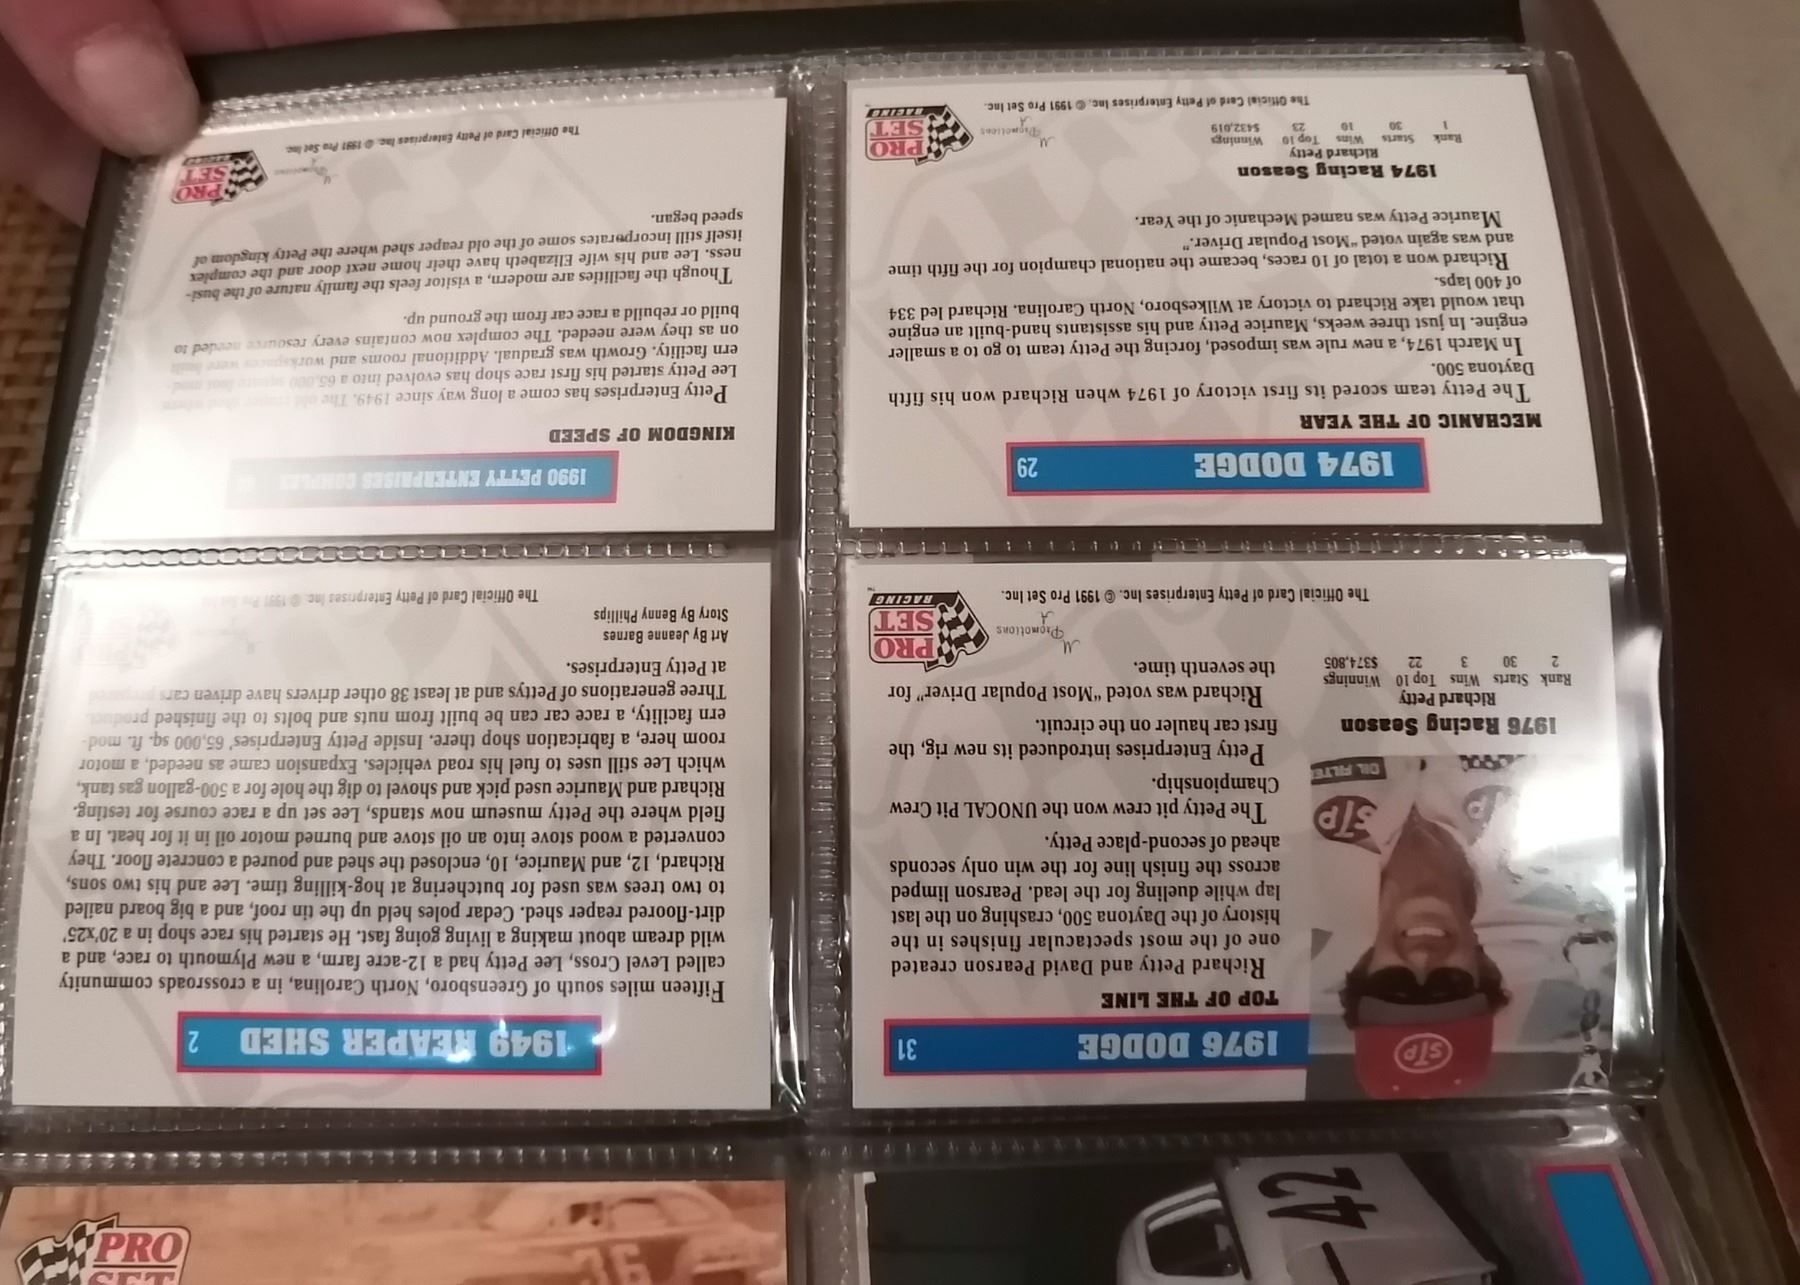 1976 DODGE 31
TOP OF THE LINE
Richard Petty and David Pearson created
one of the most spectacular finishes in the
history of the Daytona 500, crashing on the last
lap while dueling for the lead. Pearson limped
across the finish line for the win only seconds
ahead of second-place Petty.
The Petty pit crew won the UNOCAL Pit Crew
Championship.
Petty Enterprises introduced its new rig, the
first car hauler on the circuit.
Richard was voted "Most Popular Driver" for
the seventh time.
STP
STP
OIL FILTE
1976 Racing Season
Richard Petty
Rank Starts Wins Top 10 Winnings
2 30 3 22 $374,805
M Promotions
PRO
SET
RACING
The Official Card of Petty Enterprises Inc. © 1991 Pro Set Inc.
1949 REAPER SHED 2
Fifteen miles south of Greensboro, North Carolina, in a crossroads community
called Level Cross, Lee Petty had a 12-acre farm, a new Plymouth to race, and a
wild dream about making a living going fast. He started his race shop in a 20'x25'
dirt-floored reaper shed. Cedar poles held up the tin roof, and a big board nailed
to two trees was used for butchering at hog-killing time. Lee and his two sons,
Richard, 12, and Maurice, 10, enclosed the shed and poured a concrete floor. They
converted a wood stove into an oil stove and burned motor oil in it for heat. In a
field where the Petty museum now stands, Lee set up a race course for testing.
Richard and Maurice used pick and shovel to dig the hole for a 500-gallon gas tank,
which Lee still uses to fuel his road vehicles. Expansion came as needed, a motor
room here, a fabrication shop there. Inside Petty Enterprises' 65,000 sq. ft. mod-
ern facility, a race car can be built from nuts and bolts to the finished product.
Three generations of Pettys and at least 38 other drivers have driven cars prepared
at Petty Enterprises.
Art By Jeanne Barnes
Story By Benny Phillips
The Official Card of Petty Enterprises Inc. © 1991 Pro Set Inc
1974 DODGE 29
MECHANIC OF THE YEAR
The Petty team scored its first victory of 1974 when Richard won his fifth
Daytona 500.
In March 1974, a new rule was imposed, forcing the Petty team to go to a smaller
engine. In just three weeks, Maurice Petty and his assistants hand-built an engine
that would take Richard to victory at Wilkesboro, North Carolina. Richard led 334
of 400 laps.
Richard won a total of 10 races, became the national champion for the fifth time
and was again voted "Most Popular Driver."
Maurice Petty was named Mechanic of the Year.
1974 Racing Season
Richard Petty
Rank Starts Wins Top 10 Winnings
1 30 10 23 $432,019
M Promotions
PRO
SET
RACING
The Official Card of Petty Enterprises Inc. © 1991 Pro Set Inc.
1990 PETTY ENTERPRISES COMPLEX
KINGDOM OF SPEED
Petty Enterprises has come a long way since 1949. The old reaper shed where
Lee Petty started his first race shop has evolved into a 65,000 square foot mod-
ern facility. Growth was gradual. Additional rooms and workspaces were built
on as they were needed. The complex now contains every resource needed to
build or rebuild a race car from the ground up.
Though the facilities are modern, a visitor feels the family nature of the busi-
ness. Lee and his wife Elizabeth have their home next door and the complex
itself still incorporates some of the old reaper shed where the Petty kingdom of
speed began.
M Promotions
PRO
SET
RACING
The Official Card of Petty Enterprises Inc. © 1991 Pro Set Inc.
PRO
SET
36
42